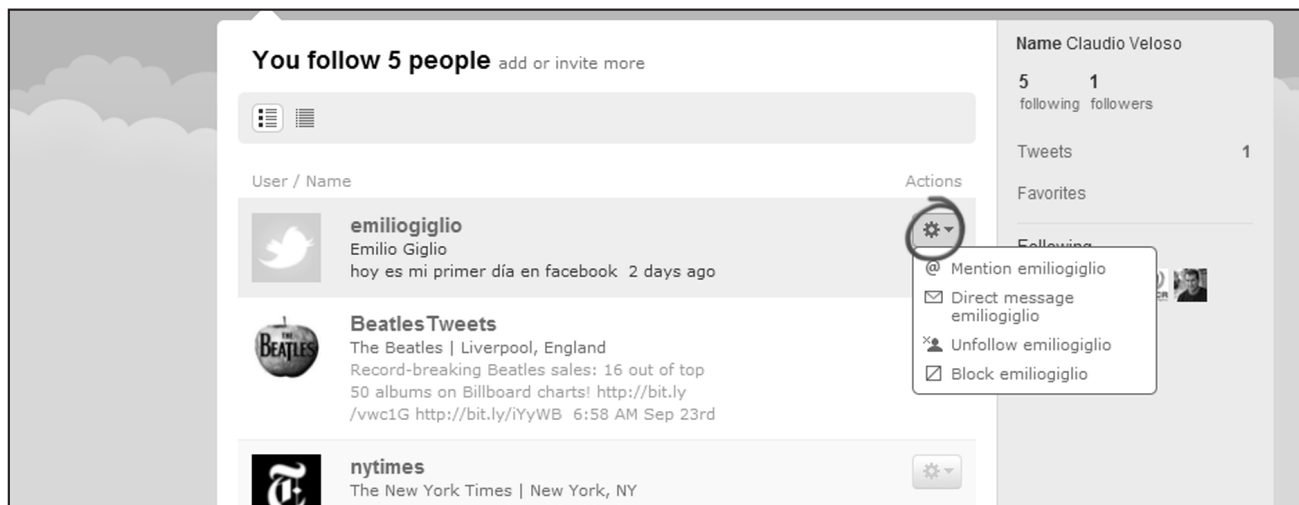 You follow 5 people add or invite more
User / Name
Actions
emiliogiglio
Emilio Giglio
hoy es mi primer día en facebook 2 days ago
@ Mention emiliogiglio
Direct message
emiliogiglio
Unfollow emiliogiglio
Block emiliogiglio
THE
BEATLES
BeatlesTweets
The Beatles | Liverpool, England
Record-breaking Beatles sales: 16 out of top
50 albums on Billboard charts! http://bit.ly
/vwc1G http://bit.ly/iYyWB 6:58 AM Sep 23rd
nytimes
The New York Times | New York, NY
Name Claudio Veloso
5 1
following followers
Tweets 1
Favorites
Following
CR